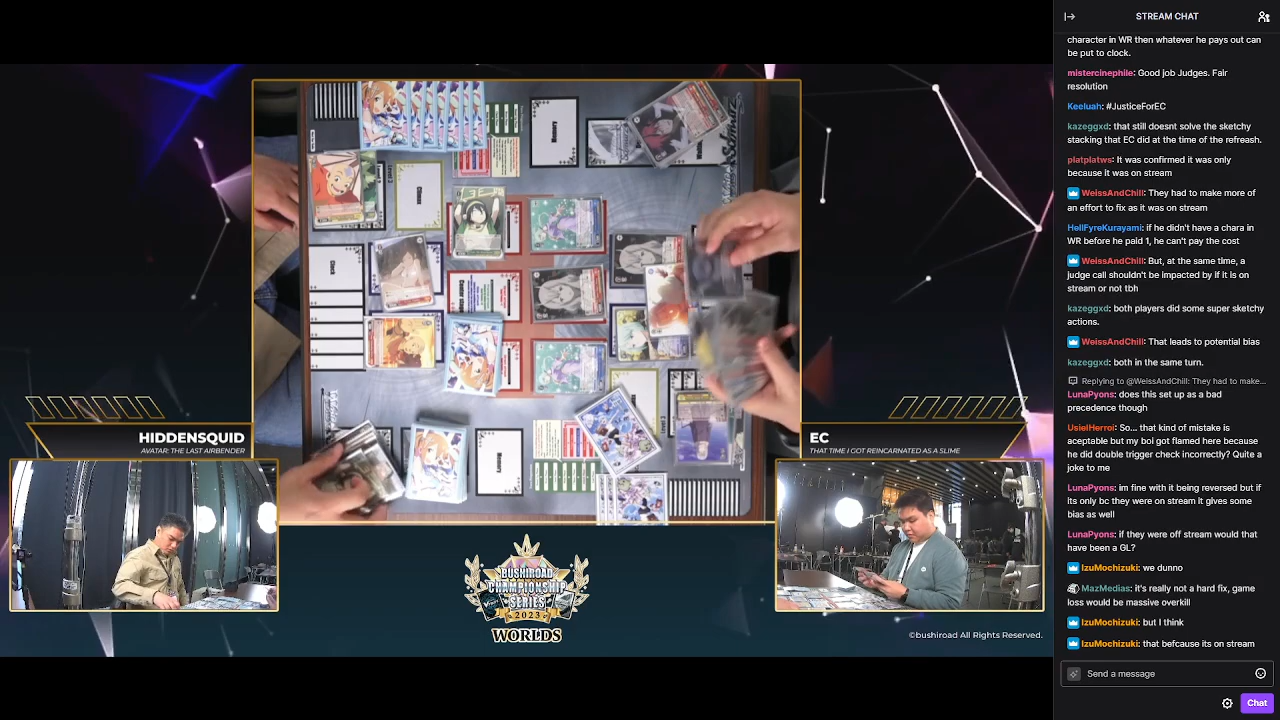 STREAM CHAT
character in WR then whatever he pays out can
be put to clock.
mistercinephile: Good job Judges. Fair
resolution
Keeluah: #JusticeForEC
kazeggxd: that still doesnt solve the sketchy
stacking that EC did at the time of the refreash.
platplatws: It was confirmed it was only
because it was on stream
WeissAndChill: They had to make more of
an effort to fix as it was on stream
HellFyreKurayami: if he didn't have a chara in
WR before he paid 1, he can't pay the cost
WeissAndChill: But, at the same time, a
judge call shouldn't be impacted by if it is on
stream or not tbh
kazeggxd: both players did some super sketchy
actions.
WeissAndChill: That leads to potential bias
kazeggxd: both in the same turn.
Replying to @WeissAndChill: They had to make...
LunaPyons: does this set up as a bad
precedence though
UsielHerrol: So... that kind of mistake is
aceptable but my bol got flamed here because
he did double trigger check incorrectly? Quite a
joke to me
LunaPyons: im fine with it being reversed but if
its only bc they were on stream it gives some
bias as well
LunaPyons: if they were off stream would that
have been a GL?
IzuMochizuki: we dunno
MazMedias: it's really not a hard fix, game
loss would be massive overkill
IzuMochizuki: but I think
IzuMochizuki: that befcause its on stream
Send a message
Chat
Climax
Clock
Memory
Memory
HIDDENSQUID
AVATAR: THE LAST AIRBENDER
EC
THAT TIME I GOT REINCARNATED AS A SLIME
BUSHIROAD
CHAMPIONSHIP
SERIES
2023
WORLDS
©bushiroad All Rights Reserved.